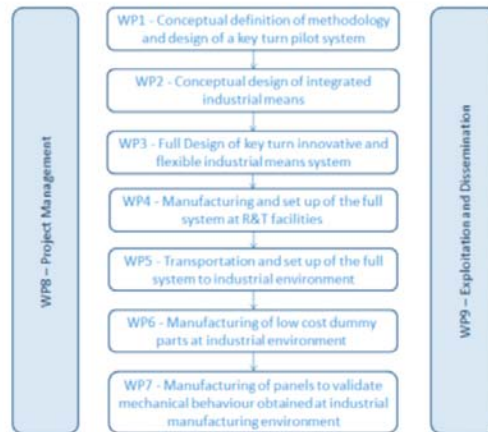 WP8 – Project Management
WP1 - Conceptual definition of methodology
and design of a key turn pilot system
WP2 - Conceptual design of integrated
industrial means
WP3 - Full Design of key turn innovative and
flexible industrial means system
WP4 - Manufacturing and set up of the full
system at R&T facilities
WP5 - Transportation and set up of the full
system to industrial environment
WP6 - Manufacturing of low cost dummy
parts at industrial environment
WP7 - Manufacturing of panels to validate
mechanical behaviour obtained at industrial
manufacturing environment
WP9 – Exploitation and Dissemination